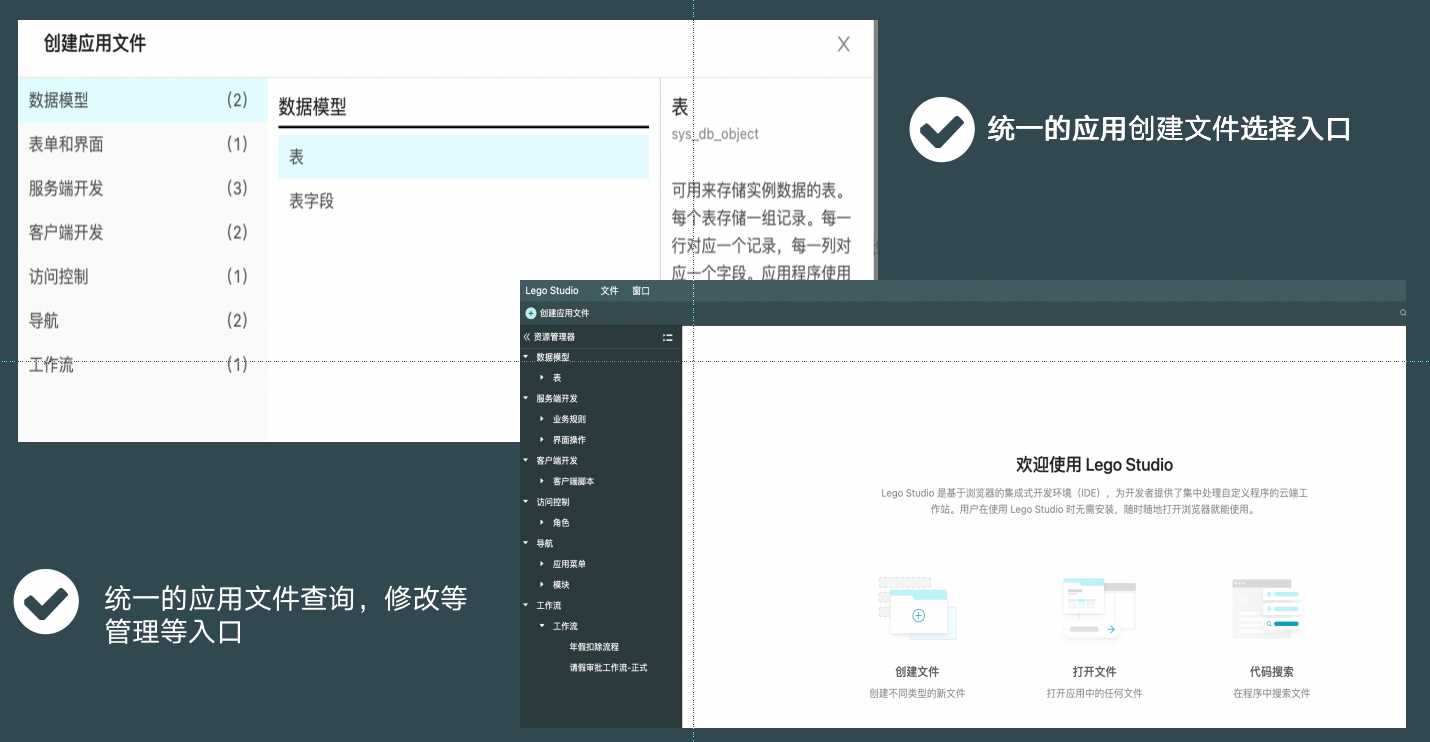 创建应用文件
X
数据模型 (2)
表单和界面 (1)
服务端开发 (3)
客户端开发 (2)
访问控制 (1)
导航 (2)
工作流 (1)
数据模型
表
表字段
表
sys_db_object
可用来存储实例数据的表。
每个表存储一组记录。每一
行对应一个记录，每一列对
应一个字段。应用程序使用
统一的应用创建文件选择入口
Lego Studio 文件 窗口
创建应用文件
资源管理器
数据模型
表
服务端开发
业务规则
界面操作
客户端开发
客户端脚本
访问控制
角色
导航
应用菜单
模块
工作流
工作流
年假扣除流程
请假审批工作流-正式
欢迎使用 Lego Studio
Lego Studio 是基于浏览器的集成式开发环境（IDE），为开发者提供了集中处理自定义程序的云端工
作站。用户在使用 Lego Studio 时无需安装，随时随地打开浏览器就能使用。
创建文件
创建不同类型的新文件
打开文件
打开应用中的任何文件
代码搜索
在程序中搜索文件
统一的应用文件查询，修改等
管理等入口